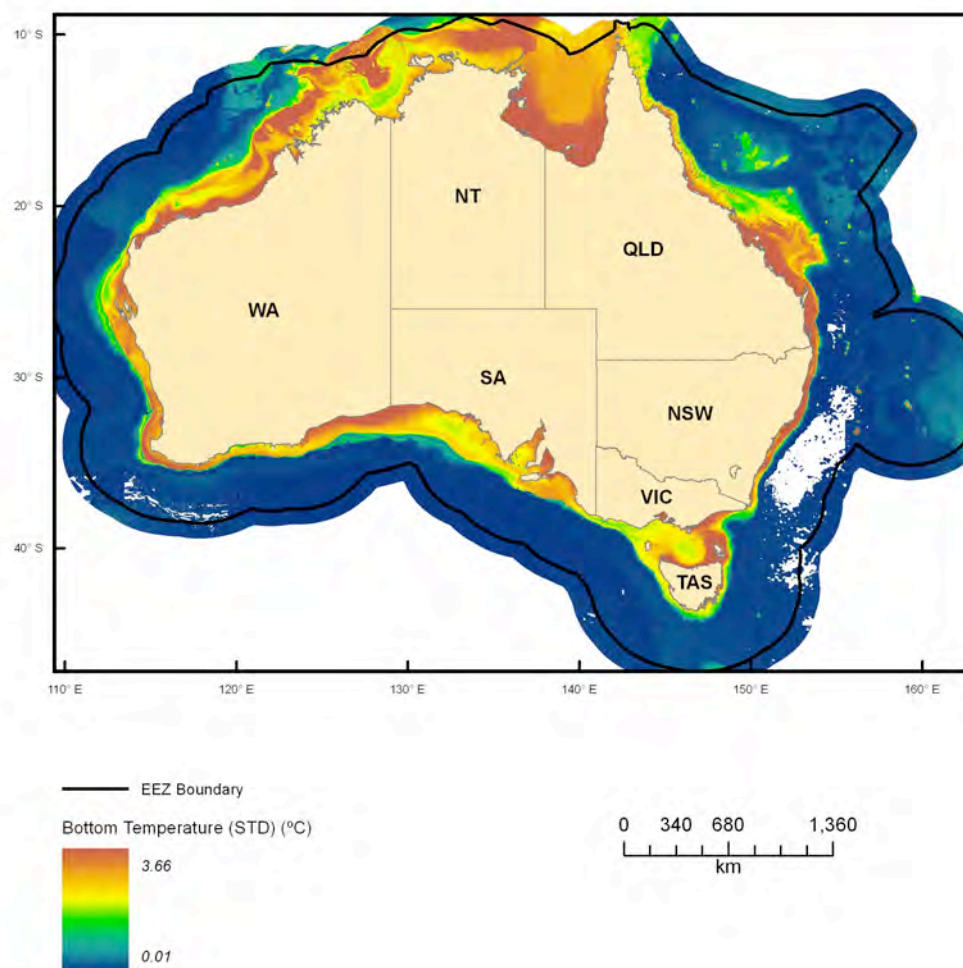 10° S
20° S
30° S
40° S
NT
QLD
WA
SA
NSW
VIC
TAS
110° E
120° E
130° E
140° E
150° E
160° E
EEZ Boundary
Bottom Temperature (STD) (ºC)
3.66
0.01
0 340 680 1,360
km